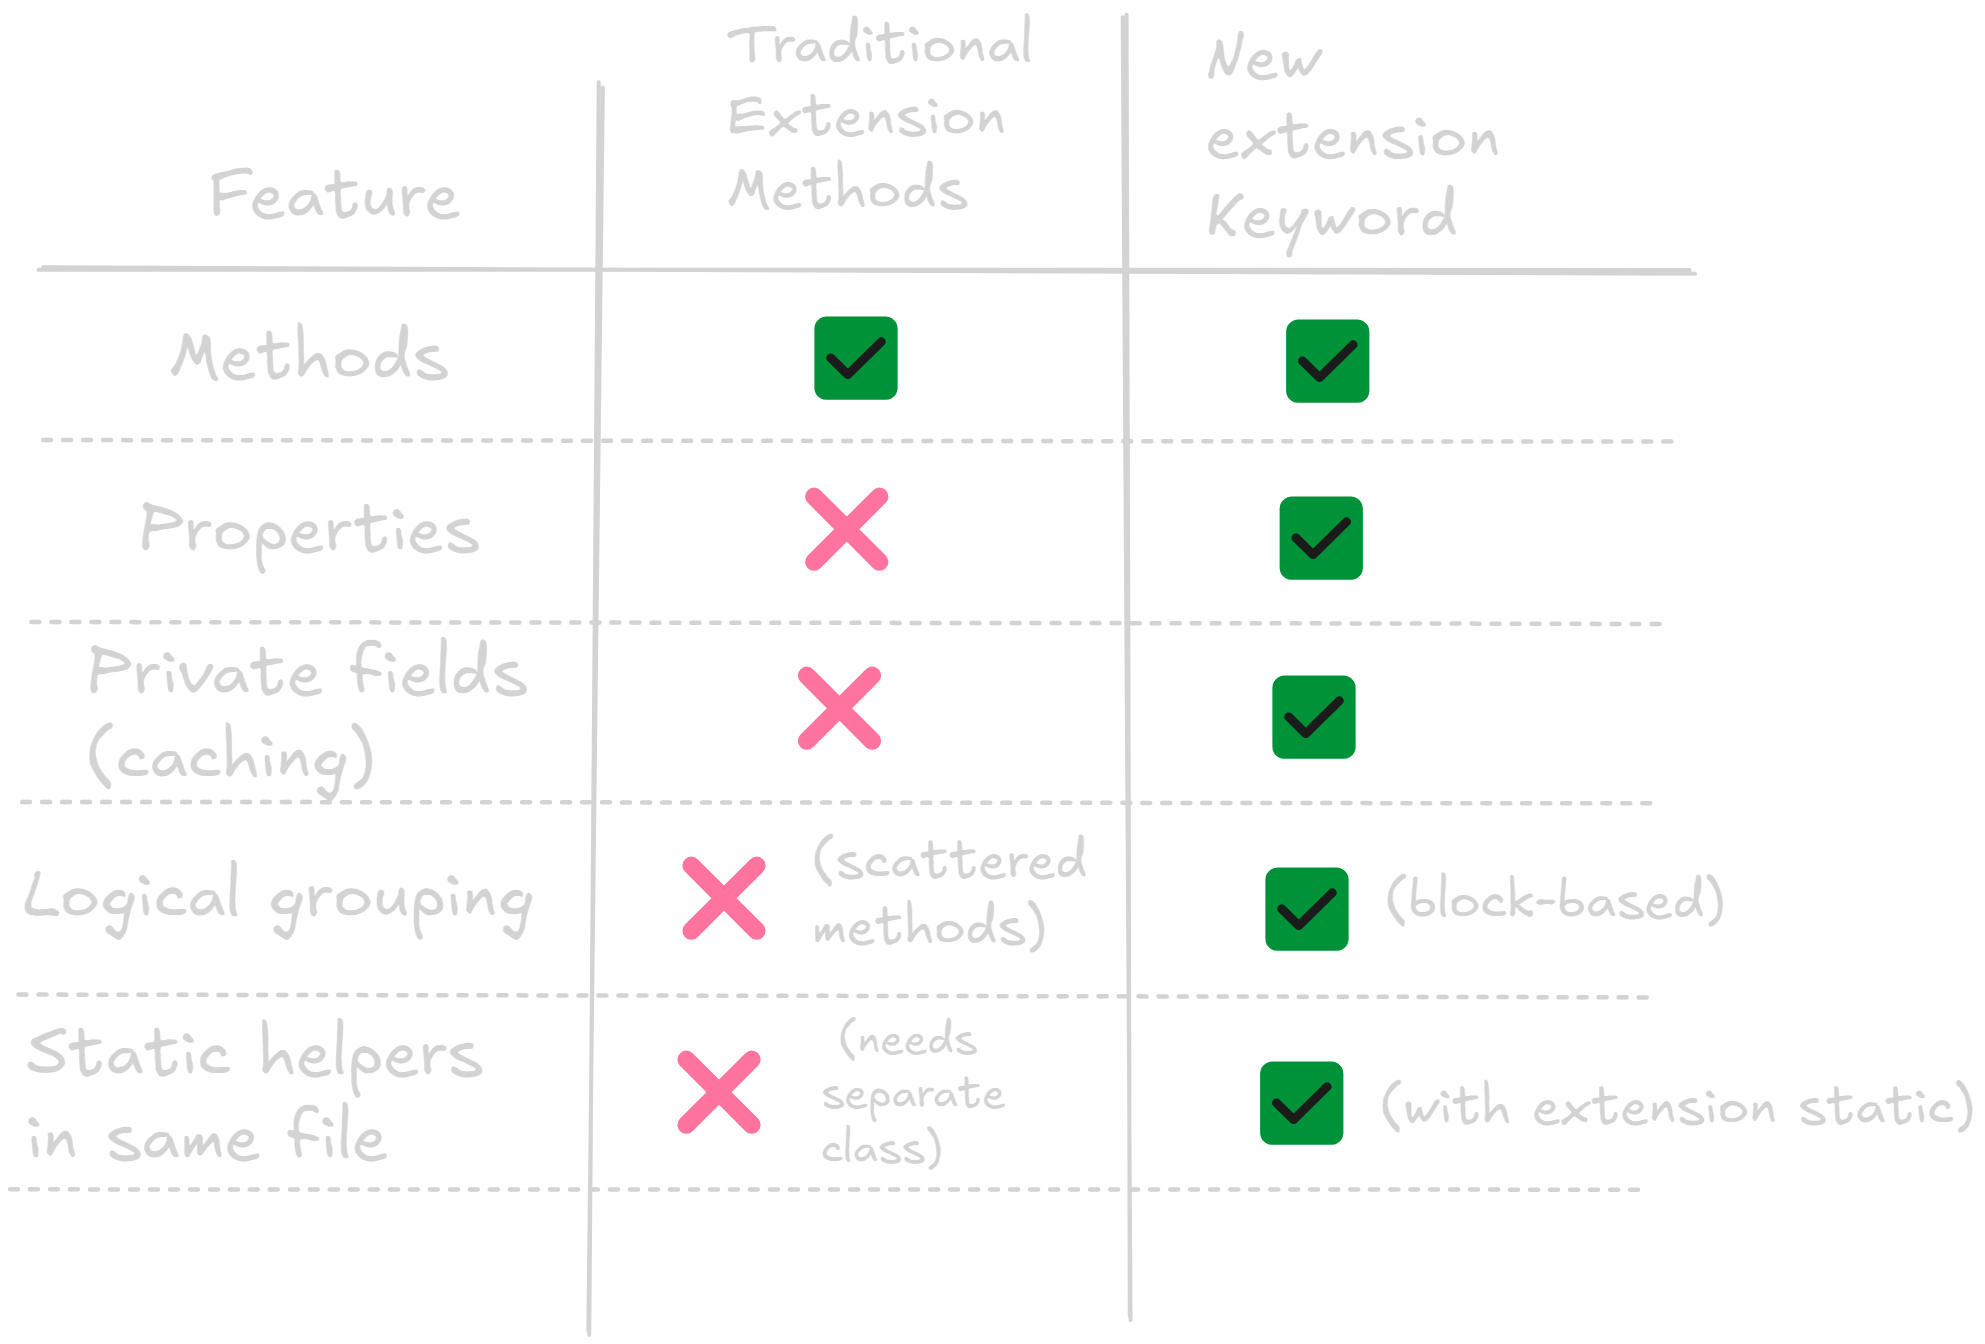 Feature
Traditional
Extension
Methods
New
extension
Keyword
Methods
Properties
Private fields
(caching)
Logical grouping
(scattered
methods)
(block-based)
Static helpers
in same file
(needs
separate
class)
(with extension static)